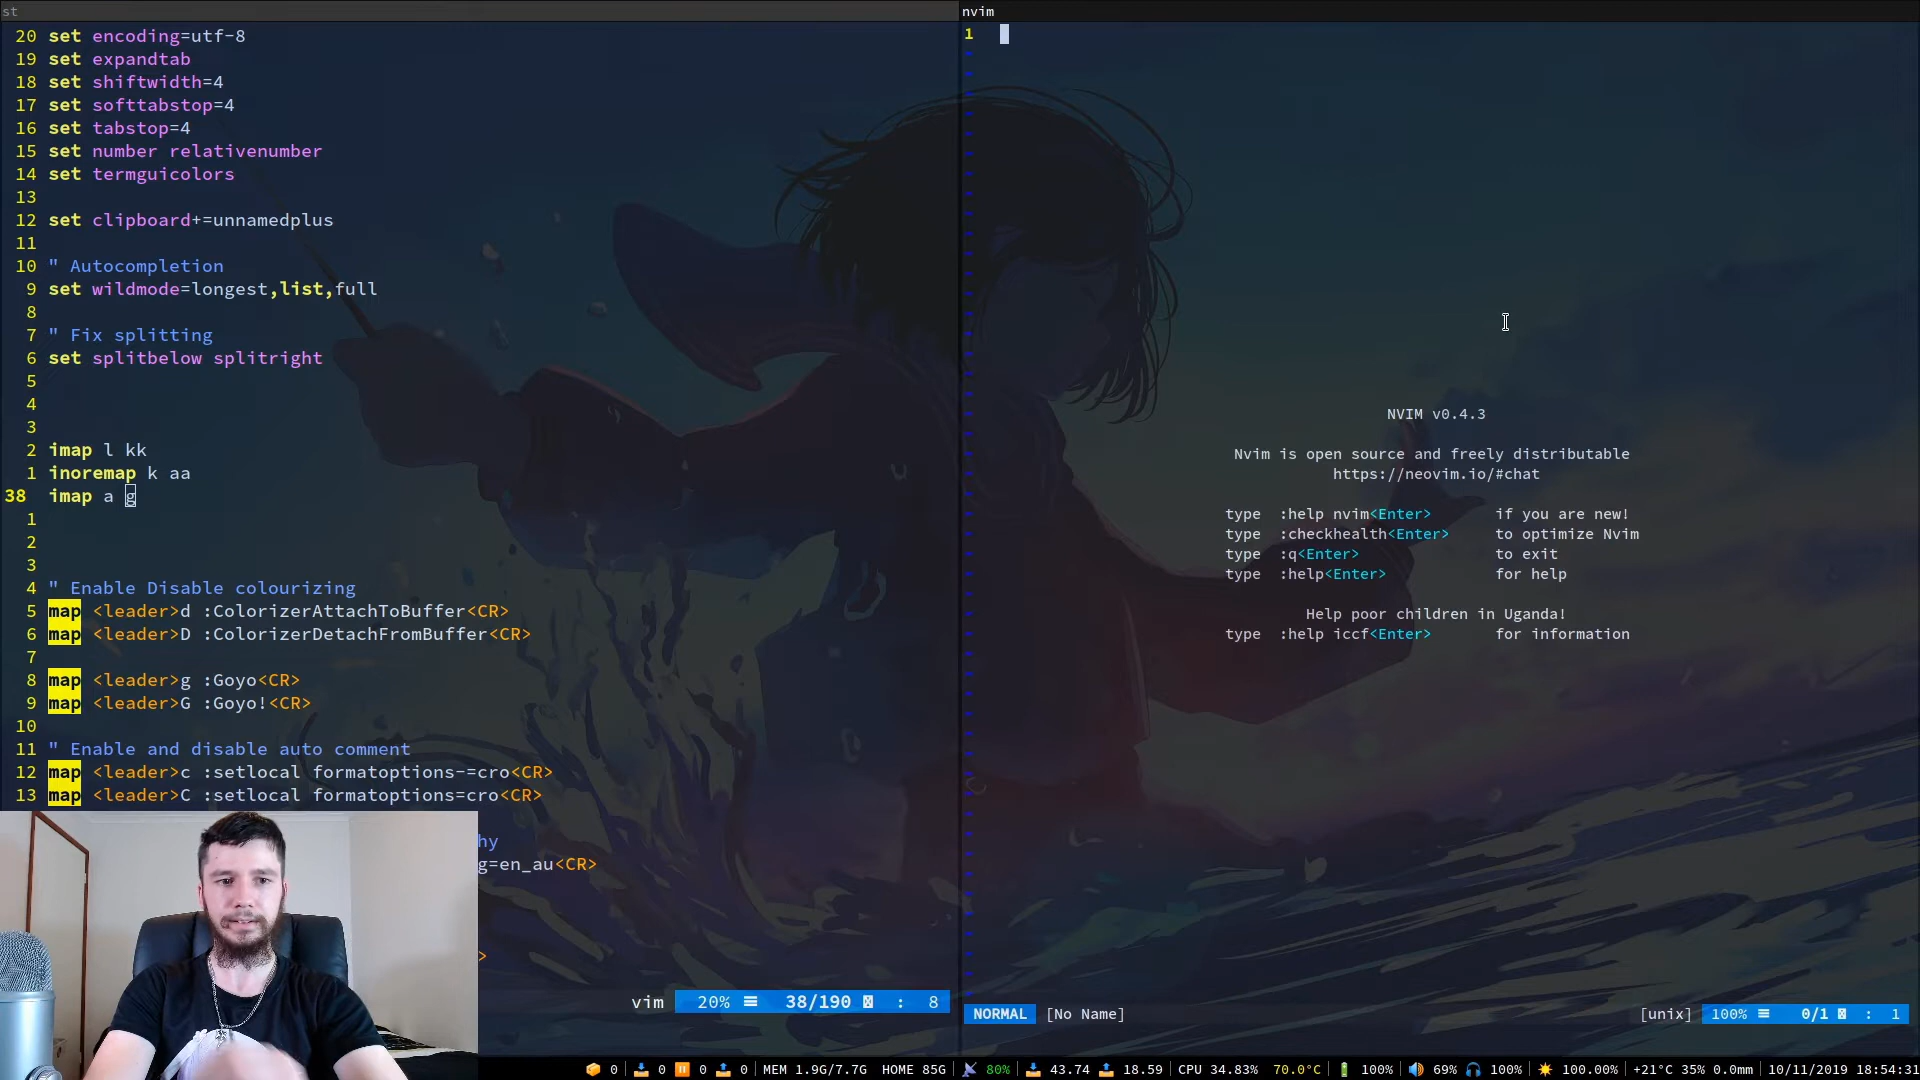 st
20 set encoding=utf-8
19 set expandtab
18 set shiftwidth=4
17 set softtabstop=4
16 set tabstop=4
15 set number relativenumber
14 set termguicolors
13
12 set clipboard+=unnamedplus
11
10 " Autocompletion
9 set wildmode=longest,list,full
8
7 " Fix splitting
6 set splitbelow splitright
5
4
3
2 imap l kk
1 inoremap k aa
38 imap a g
1
2
3
4 " Enable Disable colourizing
5 map <leader>d :ColorizerAttachToBuffer<CR>
6 map <leader>D :ColorizerDetachFromBuffer<CR>
7
8 map <leader>g :Goyo<CR>
9 map <leader>G :Goyo!<CR>
10
11 " Enable and disable auto comment
12 map <leader>c :setlocal formatoptions-=cro<CR>
13 map <leader>C :setlocal formatoptions=cro<CR>
hy
g=en_au<CR>
>
vim 20% ≡ 38/190 : 8
nvim
1
NVIM v0.4.3
Nvim is open source and freely distributable
https://neovim.io/#chat
type :help nvim<Enter> if you are new!
type :checkhealth<Enter> to optimize Nvim
type :q<Enter> to exit
type :help<Enter> for help
Help poor children in Uganda!
type :help iccf<Enter> for information
NORMAL [No Name] [unix] 100% ≡ 0/1 : 1
0 0 0 0 MEM 1.9G/7.7G HOME 85G 80% 43.74 18.59 CPU 34.83% 70.0°C 100% 69% 100% 100.00% +21°C 35% 0.0mm 10/11/2019 18:54:31